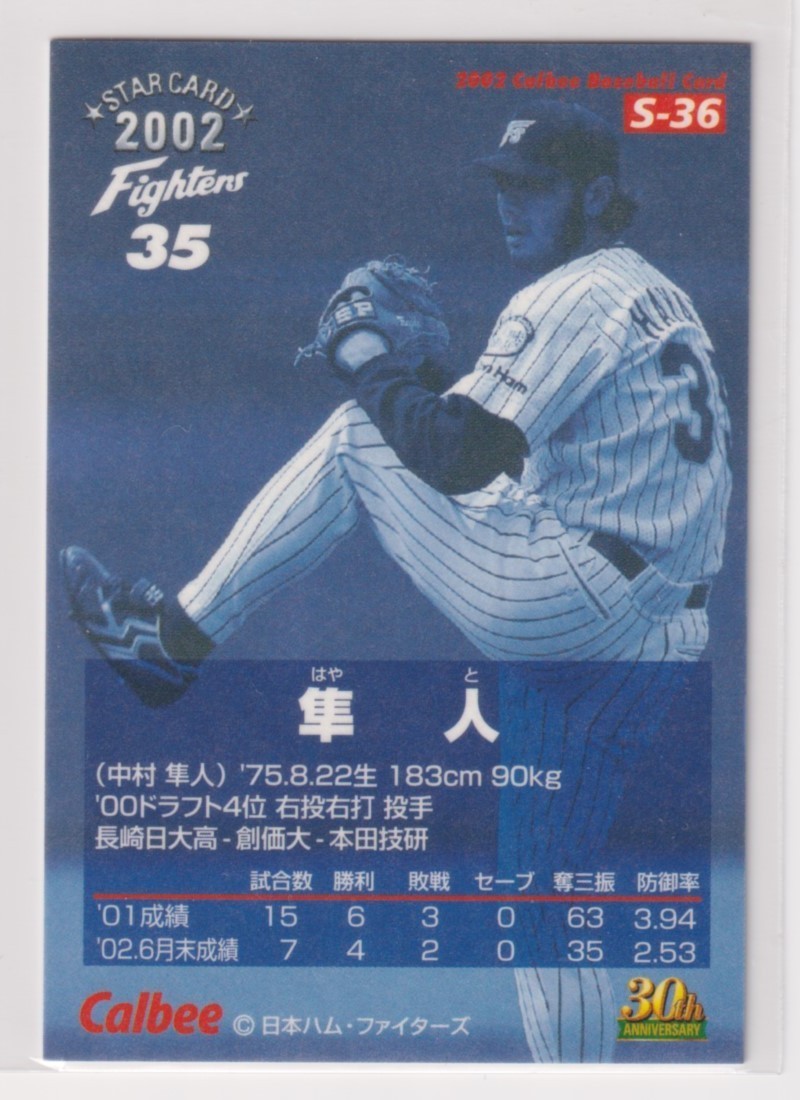 STAR CARD
2002
Fighters
35
2002 Calbee Baseball Card
S-36
SP
Ham
3
はや と
隼 人
(中村 隼人) '75.8.22生 183cm 90kg
'00ドラフト4位 右投右打 投手
長崎日大高-創価大-本田技研
試合数 勝利 敗戦 セーブ 奪三振 防御率
'01成績 15 6 3 0 63 3.94
'02.6月末成績 7 4 2 0 35 2.53
Calbee © 日本ハム・ファイターズ
30th
ANNIVERSARY